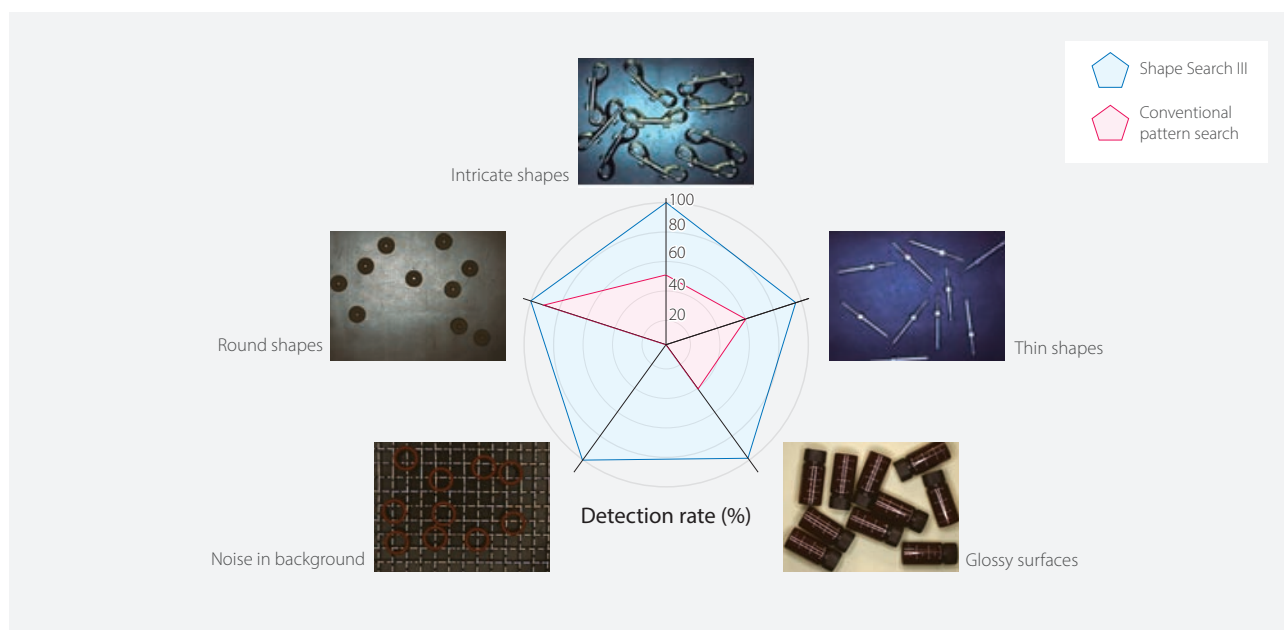 Shape Search III
Conventional
pattern search
Intricate shapes
100
80
60
40
20
Round shapes
Thin shapes
Detection rate (%)
Noise in background
Glossy surfaces